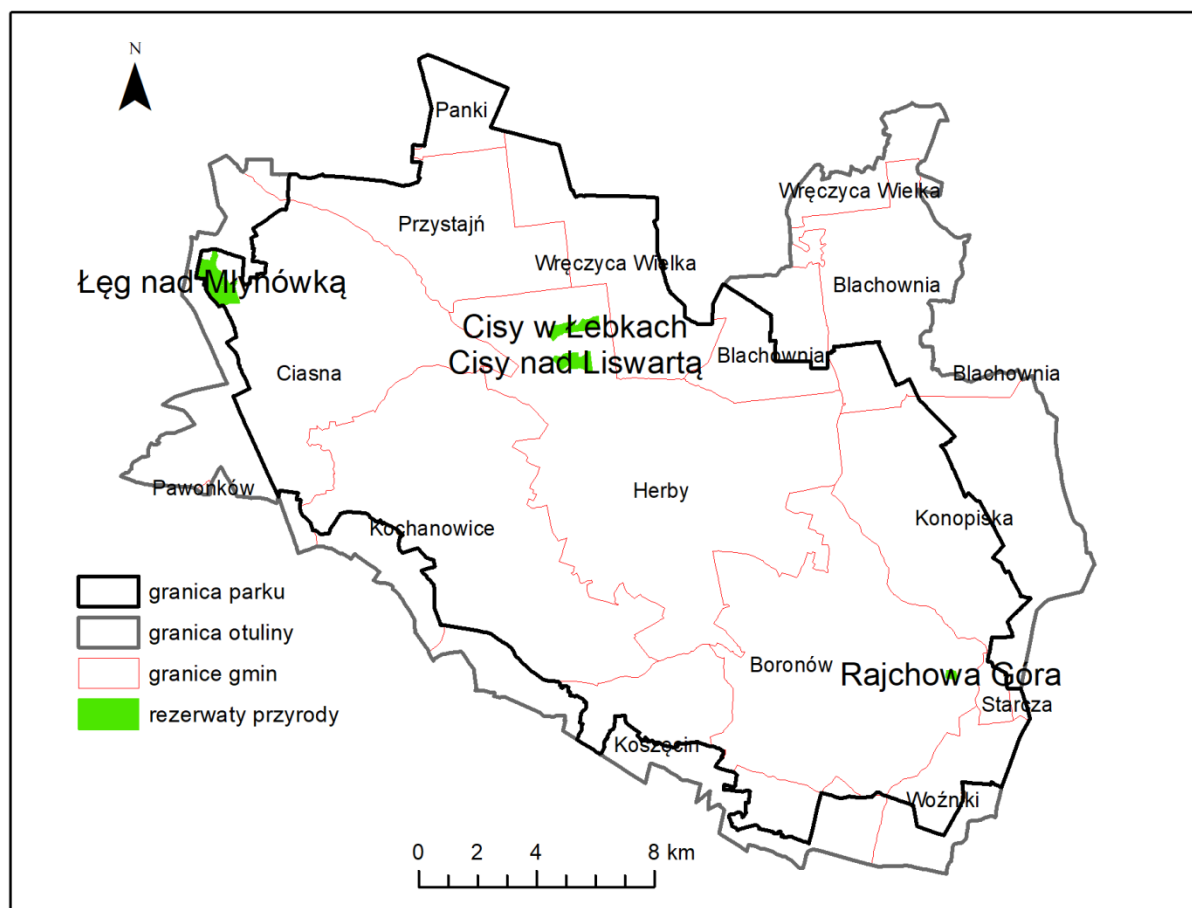 N
Panki
Wręczyca Wielka
Przystajń
Wręczyca Wielka
Łęg nad Młynówką
Blachownia
Cisy w Łebkach
Blachownia
Cisy nad Liswartą
Ciasna
Blachownia
Pawonków
Herby
Kochanowice
Konopiska
granica parku
granica otuliny
granice gmin
rezerwaty przyrody
Boronów
Rajchowa Góra
Starcza
Koszęcin
Woźniki
0 2 4 8 km